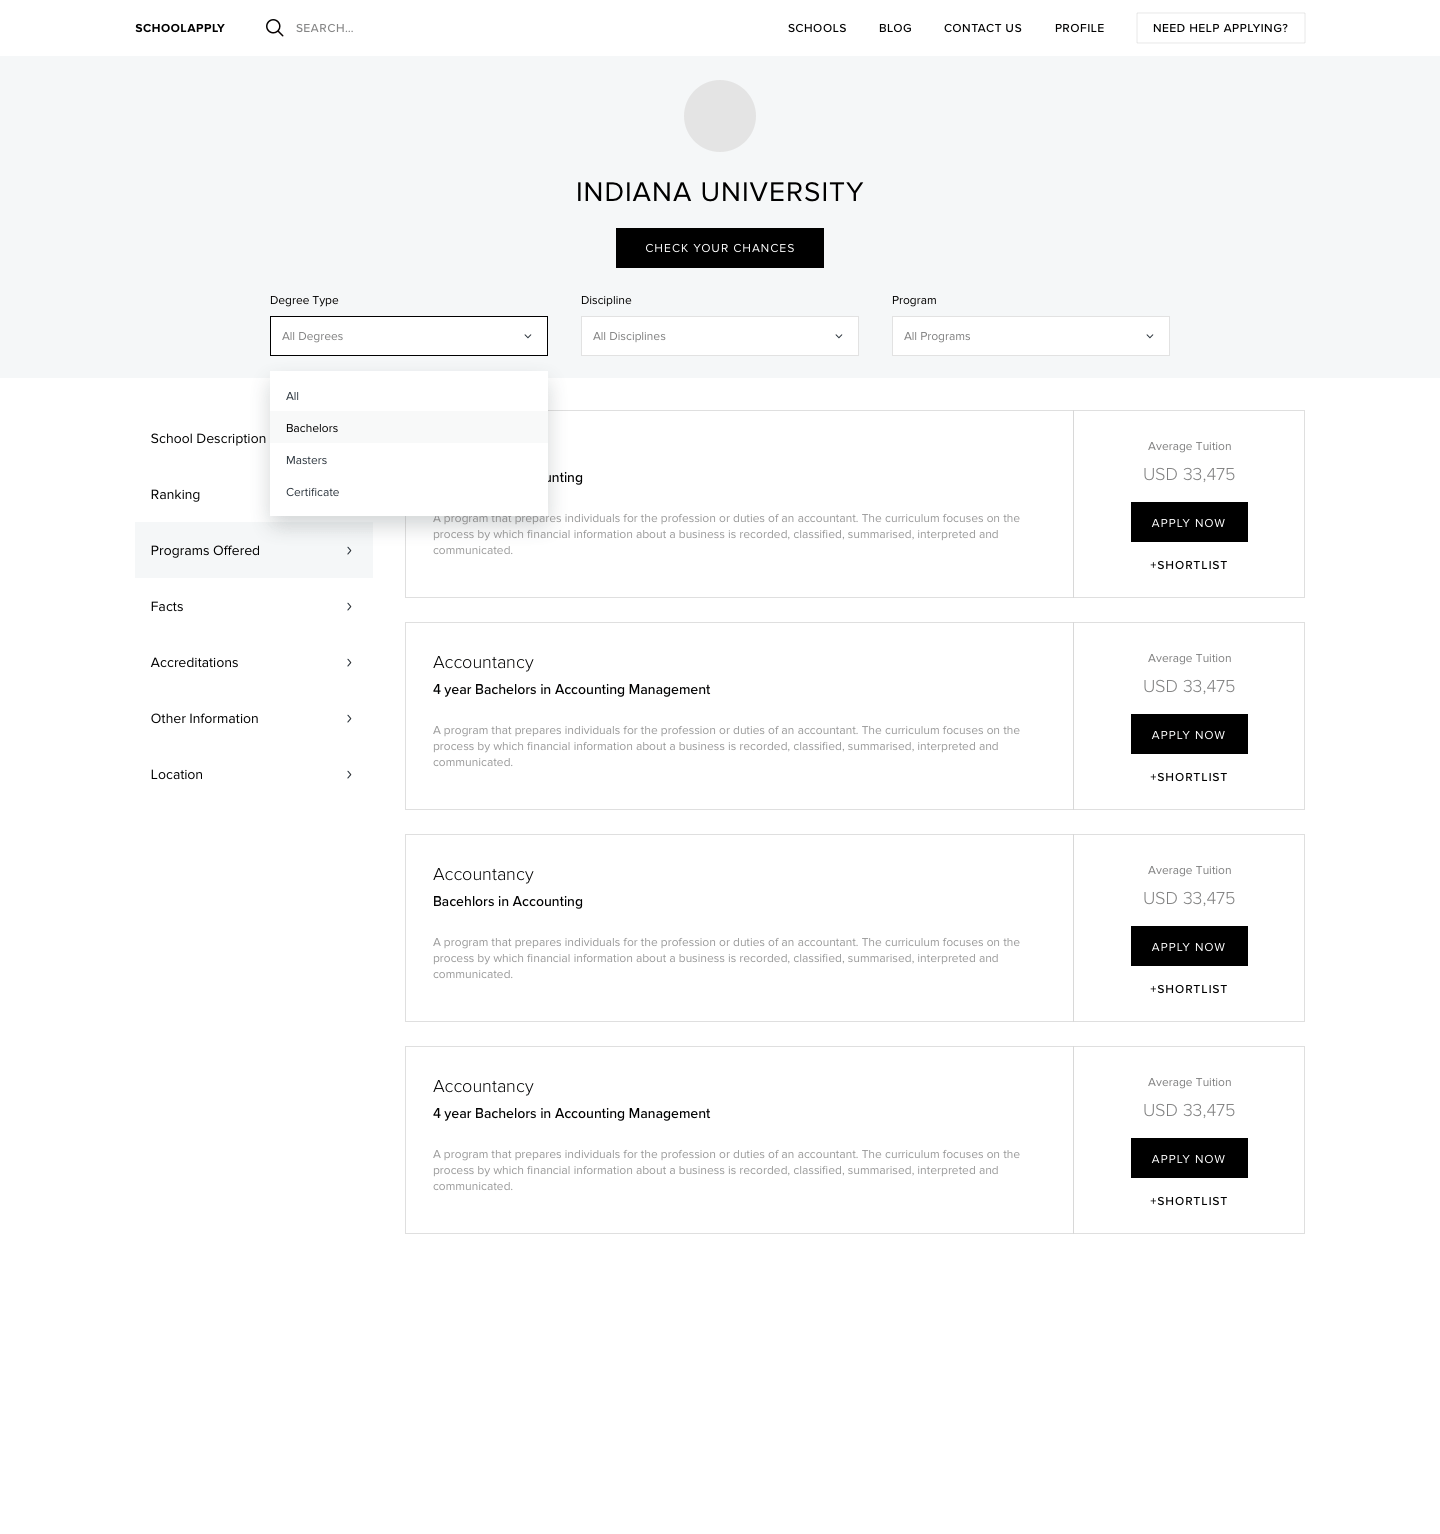 SCHOOLAPPLY
SEARCH...
SCHOOLS
BLOG
CONTACT US
PROFILE
NEED HELP APPLYING?
INDIANA UNIVERSITY
CHECK YOUR CHANCES
Degree Type
Discipline
Program
All Degrees
All Disciplines
All Programs
All
Bachelors
Masters
Certificate
School Description
Ranking
Programs Offered
Facts
Accreditations
Other Information
Location
A program that prepares individuals for the profession or duties of an accountant. The curriculum focuses on the
process by which financial information about a business is recorded, classified, summarised, interpreted and
communicated.
Average Tuition
USD 33,475
APPLY NOW
+SHORTLIST
Accountancy
4 year Bachelors in Accounting Management
A program that prepares individuals for the profession or duties of an accountant. The curriculum focuses on the
process by which financial information about a business is recorded, classified, summarised, interpreted and
communicated.
Average Tuition
USD 33,475
APPLY NOW
+SHORTLIST
Accountancy
Bacehlors in Accounting
A program that prepares individuals for the profession or duties of an accountant. The curriculum focuses on the
process by which financial information about a business is recorded, classified, summarised, interpreted and
communicated.
Average Tuition
USD 33,475
APPLY NOW
+SHORTLIST
Accountancy
4 year Bachelors in Accounting Management
A program that prepares individuals for the profession or duties of an accountant. The curriculum focuses on the
process by which financial information about a business is recorded, classified, summarised, interpreted and
communicated.
Average Tuition
USD 33,475
APPLY NOW
+SHORTLIST